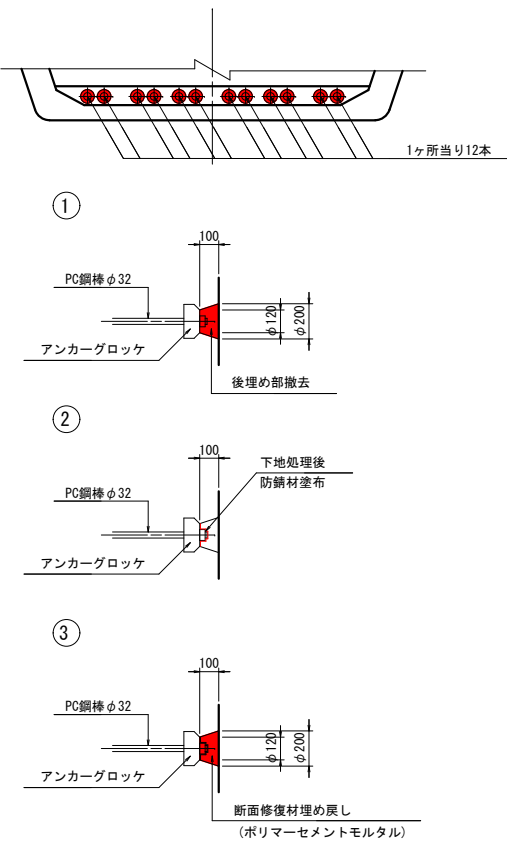 1ヶ所当り12本
①
100
PC鋼棒φ32
アンカーグロッケ
φ120
φ200
後埋め部撤去
②
100
下地処理後
防錆材塗布
PC鋼棒φ32
アンカーグロッケ
③
100
PC鋼棒φ32
アンカーグロッケ
φ120
φ200
断面修復材埋め戻し
(ポリマーセメントモルタル)